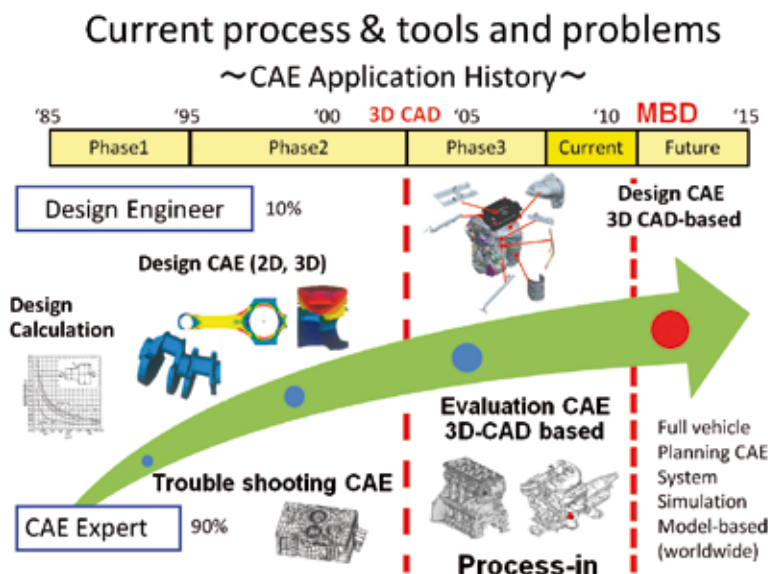 Current process & tools and problems
～CAE Application History～
‘85 ‘95 ‘00 3D CAD ‘05 ‘10 MBD ‘15
Phase1 Phase2 Phase3 Current Future
Design Engineer 10%
Design CAE
3D CAD-based
Design CAE (2D, 3D)
Design
Calculation
Evaluation CAE
3D-CAD based
Trouble shooting CAE
CAE Expert 90%
Process-in
Full vehicle
Planning CAE
System
Simulation
Model-based
(worldwide)